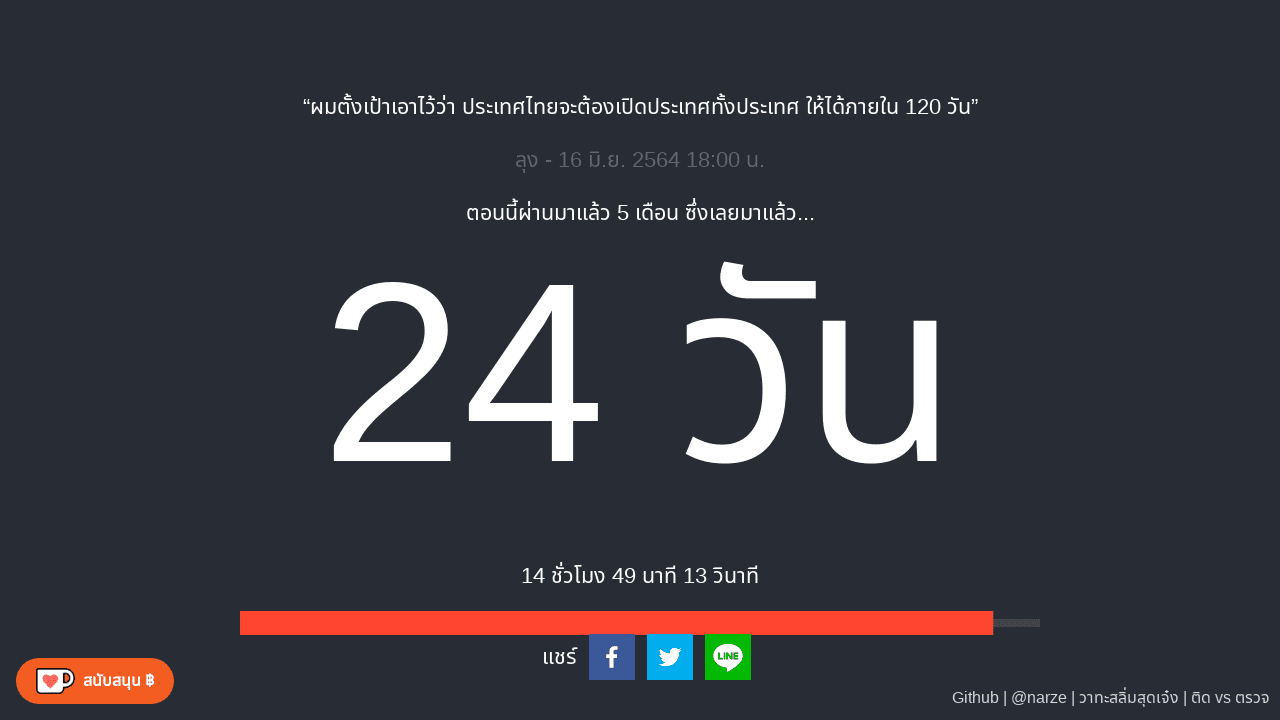 “ผมตั้งเป้าเอาไว้ว่า ประเทศไทยจะต้องเปิดประเทศทั้งประเทศ ให้ได้ภายใน 120 วัน”
ลุง - 16 มิ.ย. 2564 18:00 น.
ตอนนี้ผ่านมาแล้ว 5 เดือน ซึ่งเลยมาแล้ว...
24 วัน
14 ชั่วโมง 49 นาที 13 วินาที
แชร์
LINE
สนับสนุน ฿
Github | @narze | วาทะสลิ่มสุดเจ๋ง | ติด vs ตรวจ